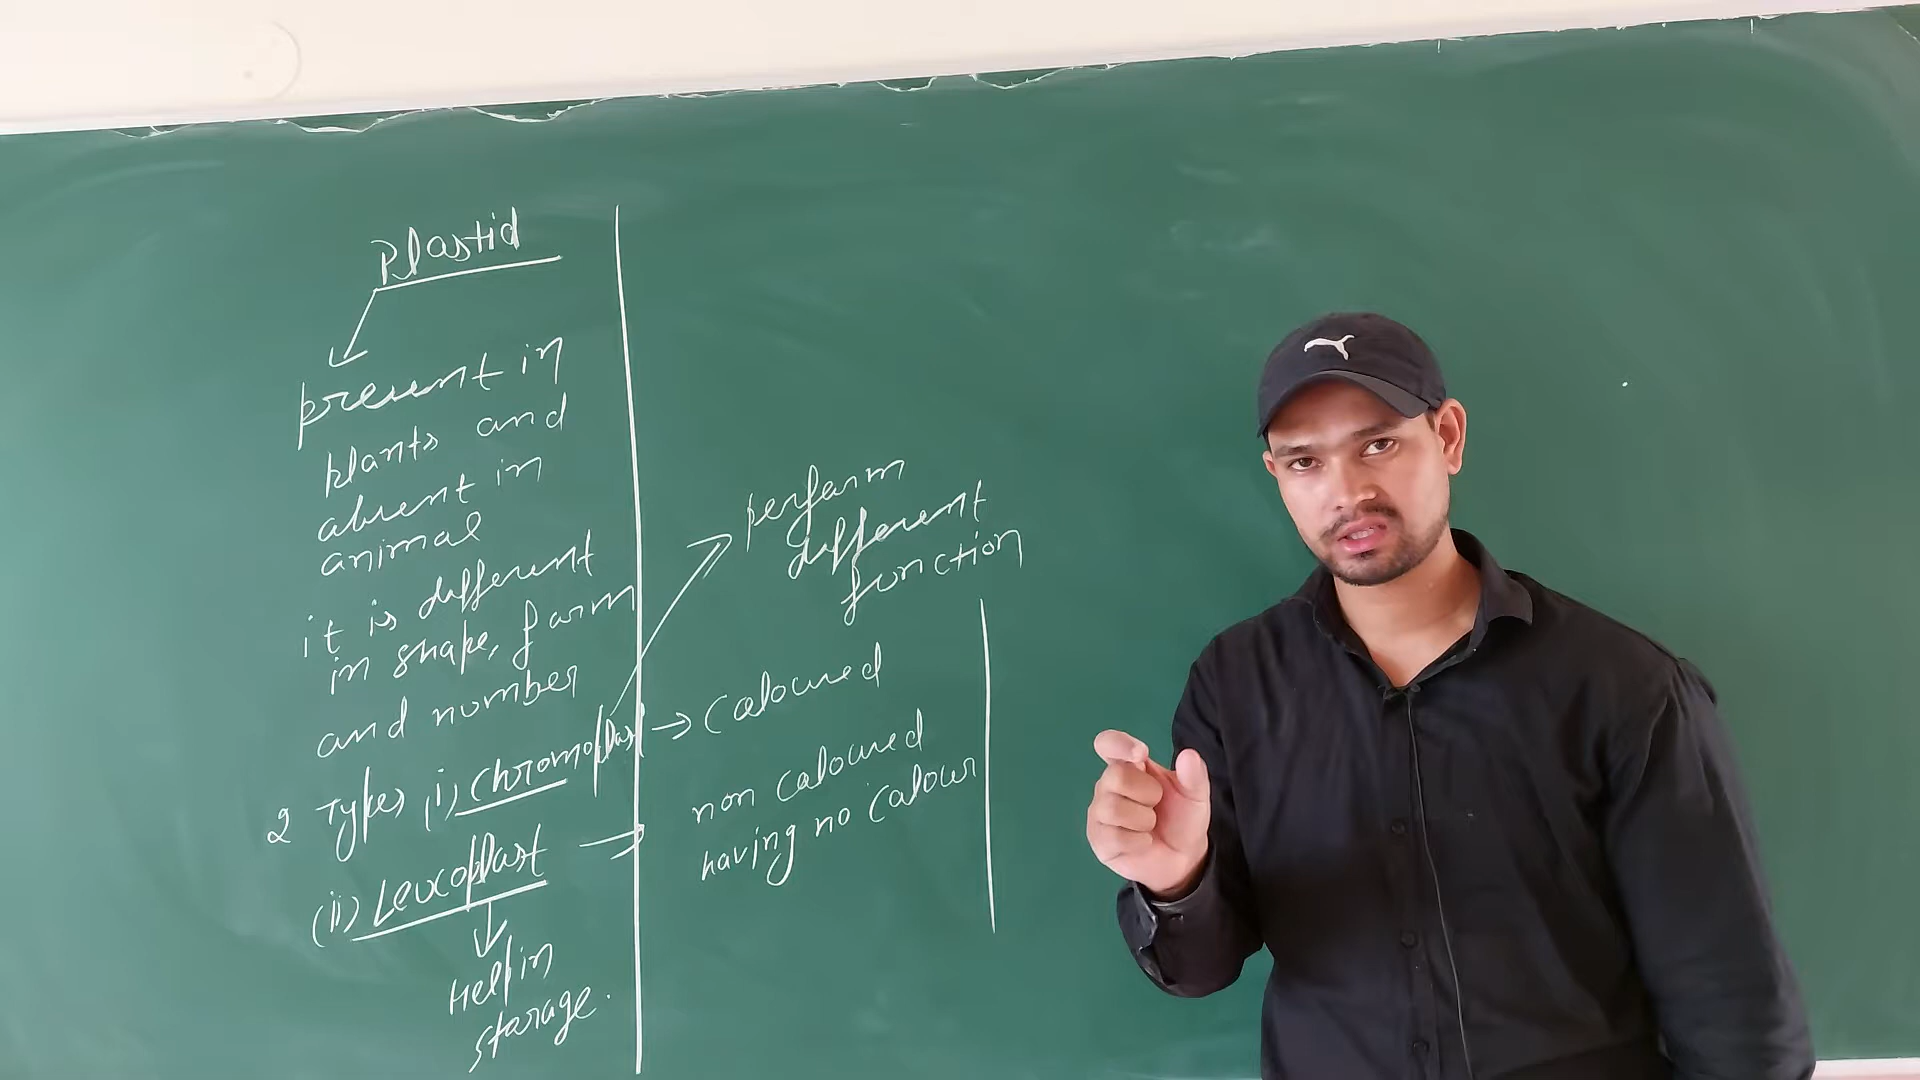 Plastid
present in
plants and
absent in
animal
it is different
in shape, form
and number
2 Types (i) chromoplast → Coloured
(ii) Leucoplast →
Help in
storage.
perform
different
function
non Coloured
having no Colour